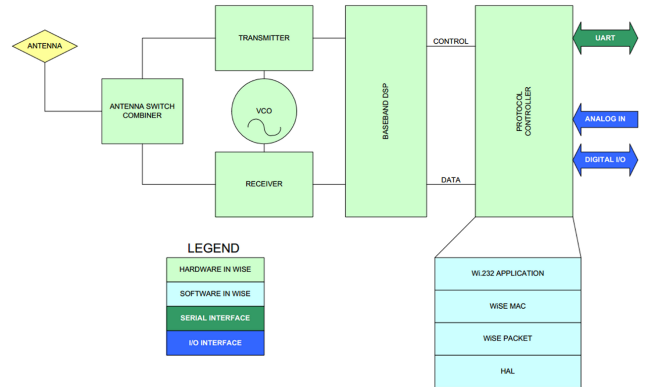 ANTENNA
ANTENNA SWITCH
COMBINER
TRANSMITTER
VCO
RECEIVER
BASEBAND DSP
CONTROL
DATA
PROTOCOL
CONTROLLER
UART
ANALOG IN
DIGITAL I/O
LEGEND
HARDWARE IN WISE
SOFTWARE IN WISE
SERIAL INTERFACE
I/O INTERFACE
Wi.232 APPLICATION
WiSE MAC
WiSE PACKET
HAL